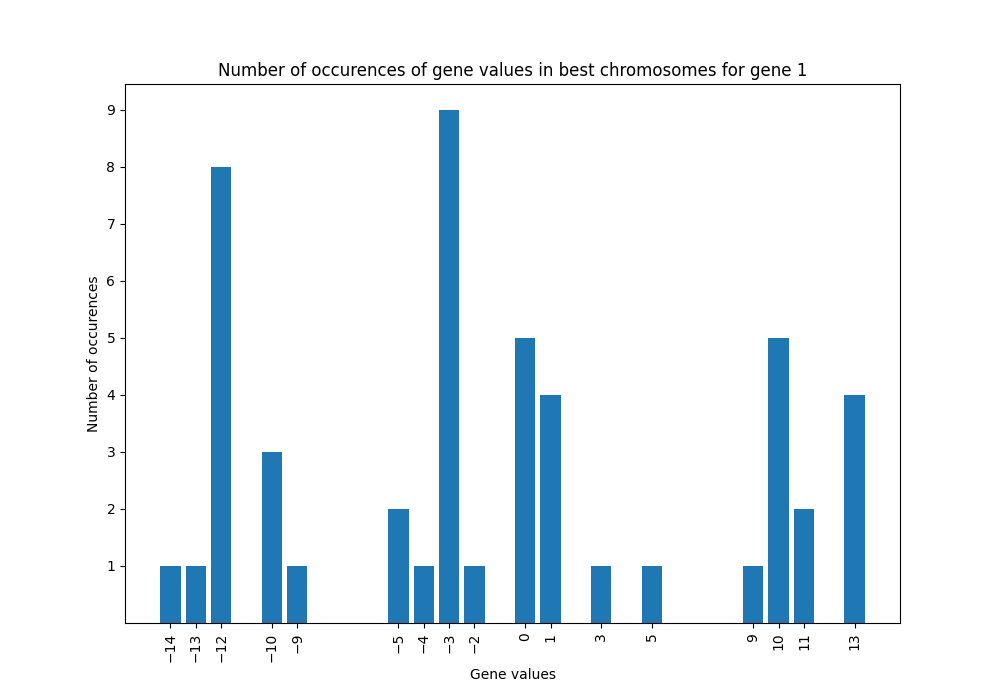 Number of occurences of gene values in best chromosomes for gene 1
9
8
7
6
5
4
3
2
1
Number of occurences
−14 −13 −12 −10 −9 −5 −4 −3 −2 0 1 3 5 9 10 11 13
Gene values